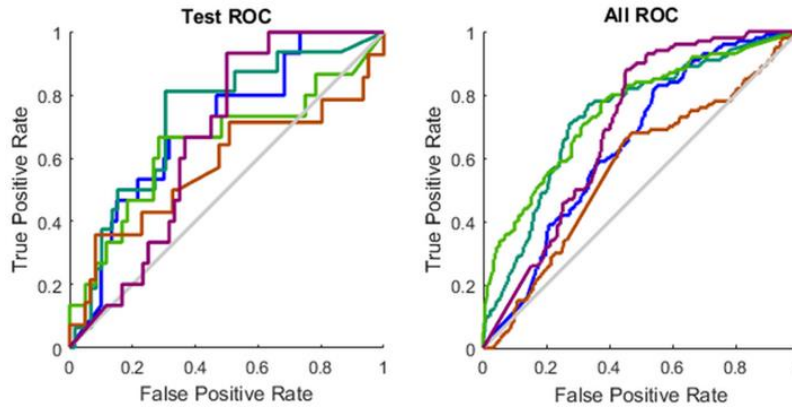 Test ROC
1
0.8
0.6
0.4
0.2
0
0 0.2 0.4 0.6 0.8 1
True Positive Rate
False Positive Rate
All ROC
1
0.8
0.6
0.4
0.2
0
0 0.2 0.4 0.6 0.8
True Positive Rate
False Positive Rate